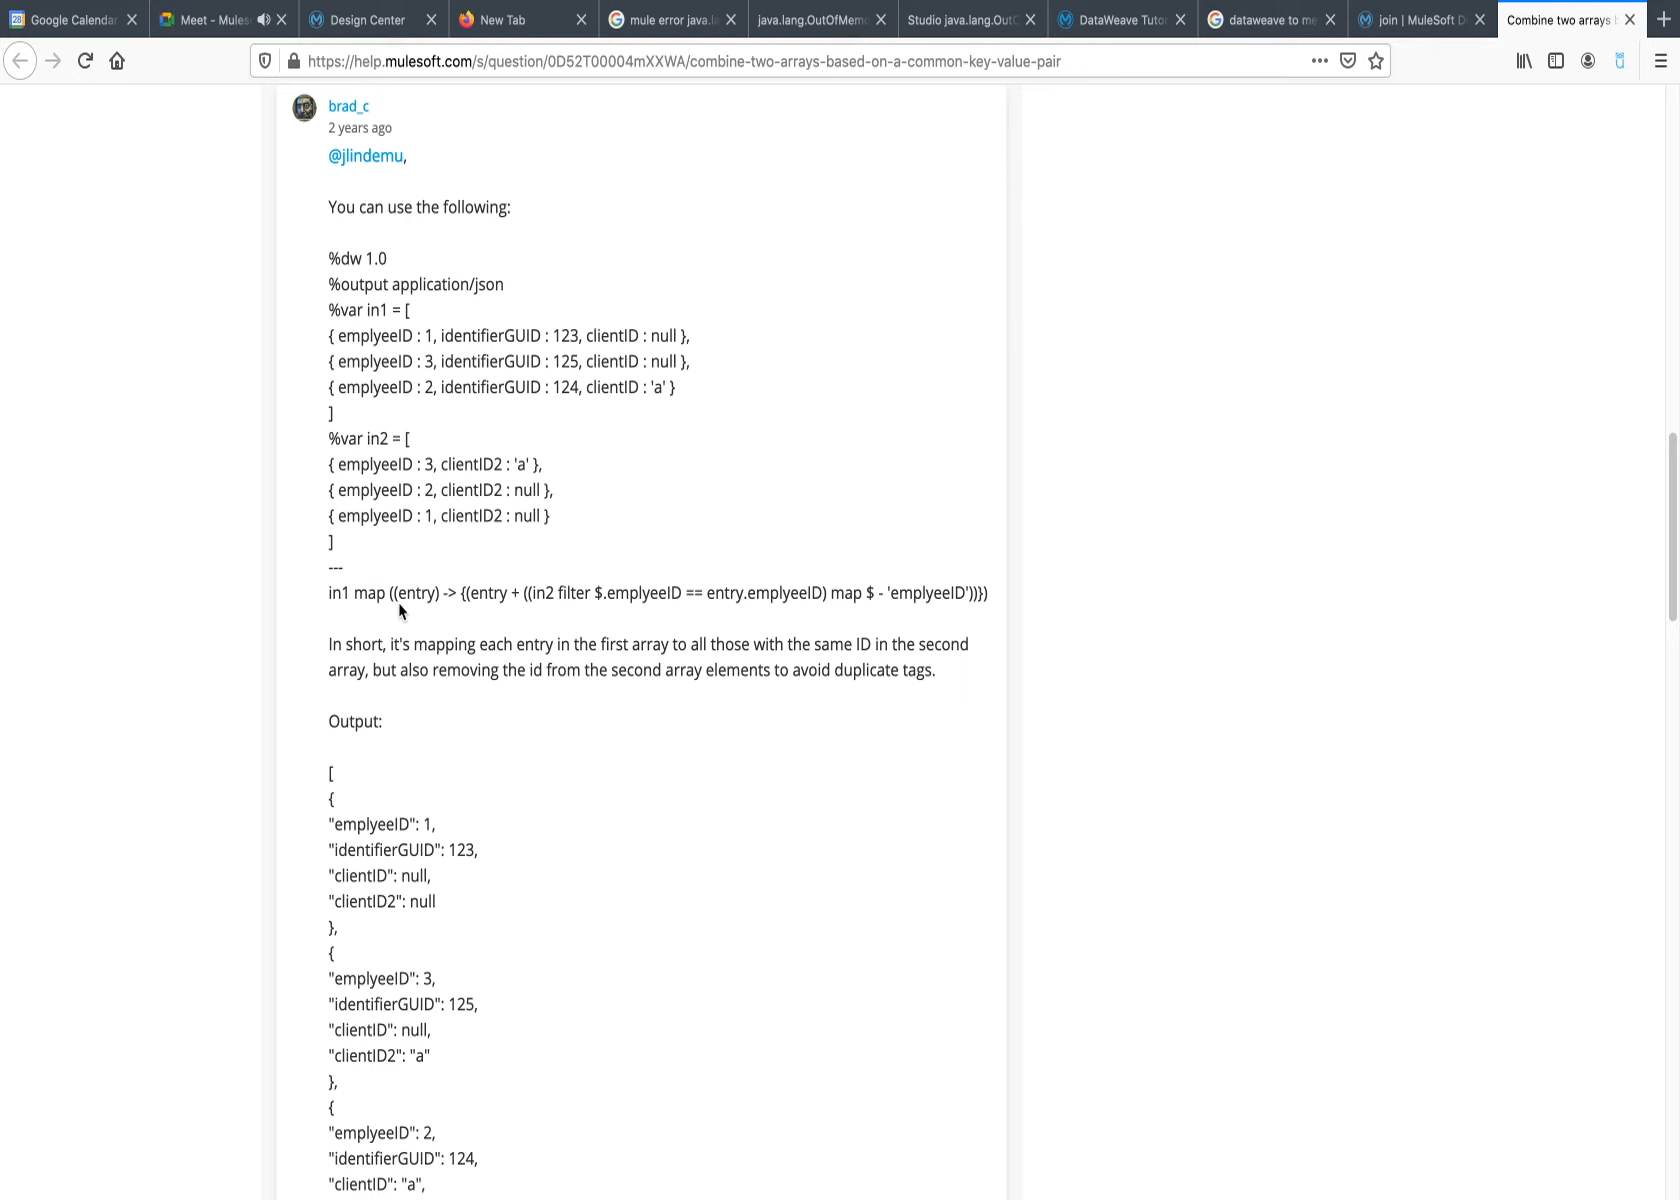 Google Calendar
Meet - Mules
Design Center
New Tab
mule error java.la
java.lang.OutOfMem
Studio java.lang.OutO
DataWeave Tutor
dataweave to me
join | MuleSoft D
Combine two arrays b
https://help.mulesoft.com/s/question/0D52T00004mXXWA/combine-two-arrays-based-on-a-common-key-value-pair
brad_c
2 years ago
@jlindemu,
You can use the following:
%dw 1.0
%output application/json
%var in1 = [
{ emplyeeID : 1, identifierGUID : 123, clientID : null },
{ emplyeeID : 3, identifierGUID : 125, clientID : null },
{ emplyeeID : 2, identifierGUID : 124, clientID : 'a' }
]
%var in2 = [
{ emplyeeID : 3, clientID2 : 'a' },
{ emplyeeID : 2, clientID2 : null },
{ emplyeeID : 1, clientID2 : null }
]
---
in1 map ((entry) -> {(entry + ((in2 filter $.emplyeeID == entry.emplyeeID) map $ - 'emplyeeID'))})
In short, it's mapping each entry in the first array to all those with the same ID in the second
array, but also removing the id from the second array elements to avoid duplicate tags.
Output:
[
{
"emplyeeID": 1,
"identifierGUID": 123,
"clientID": null,
"clientID2": null
},
{
"emplyeeID": 3,
"identifierGUID": 125,
"clientID": null,
"clientID2": "a"
},
{
"emplyeeID": 2,
"identifierGUID": 124,
"clientID": "a",